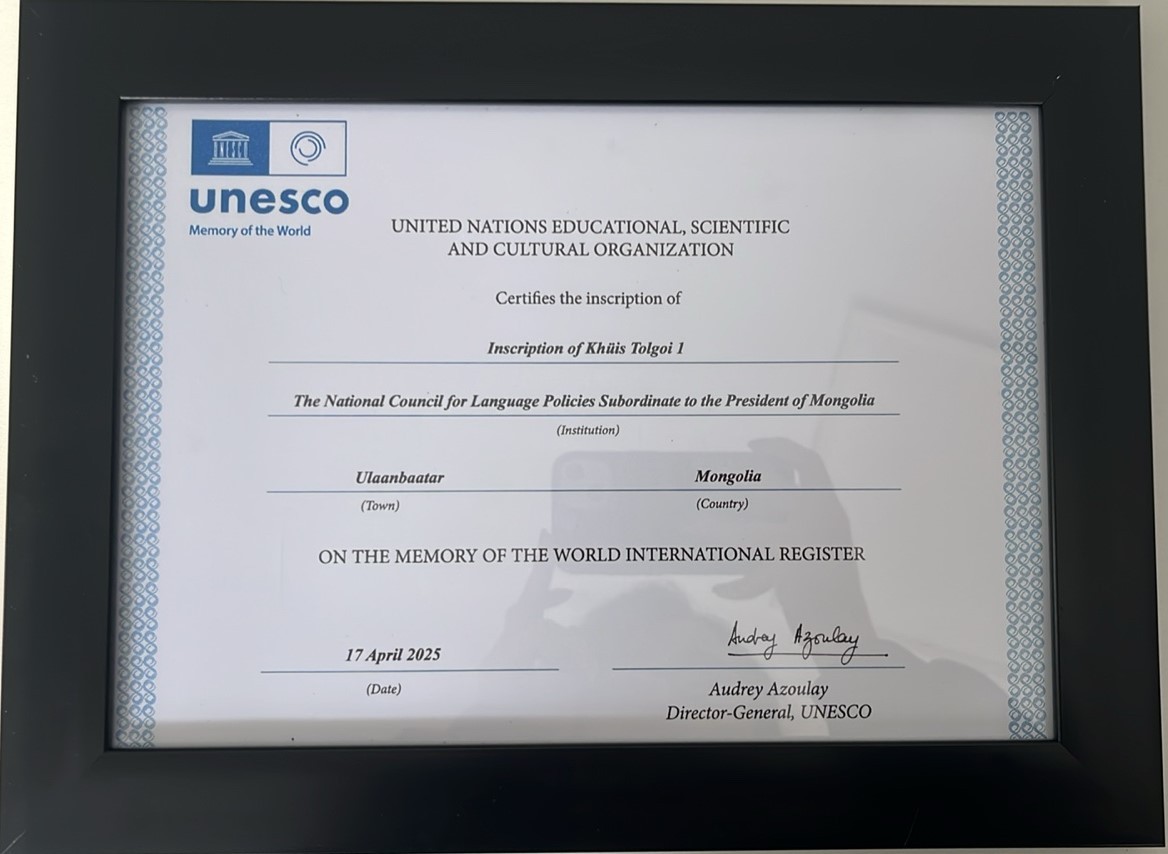 unesco
Memory of the World
UNITED NATIONS EDUCATIONAL, SCIENTIFIC
AND CULTURAL ORGANIZATION
Certifies the inscription of
Inscription of Khüis Tolgoi 1
The National Council for Language Policies Subordinate to the President of Mongolia
(Institution)
Ulaanbaatar Mongolia
(Town) (Country)
ON THE MEMORY OF THE WORLD INTERNATIONAL REGISTER
Audrey Azoulay
17 April 2025
(Date) Audrey Azoulay
Director-General, UNESCO